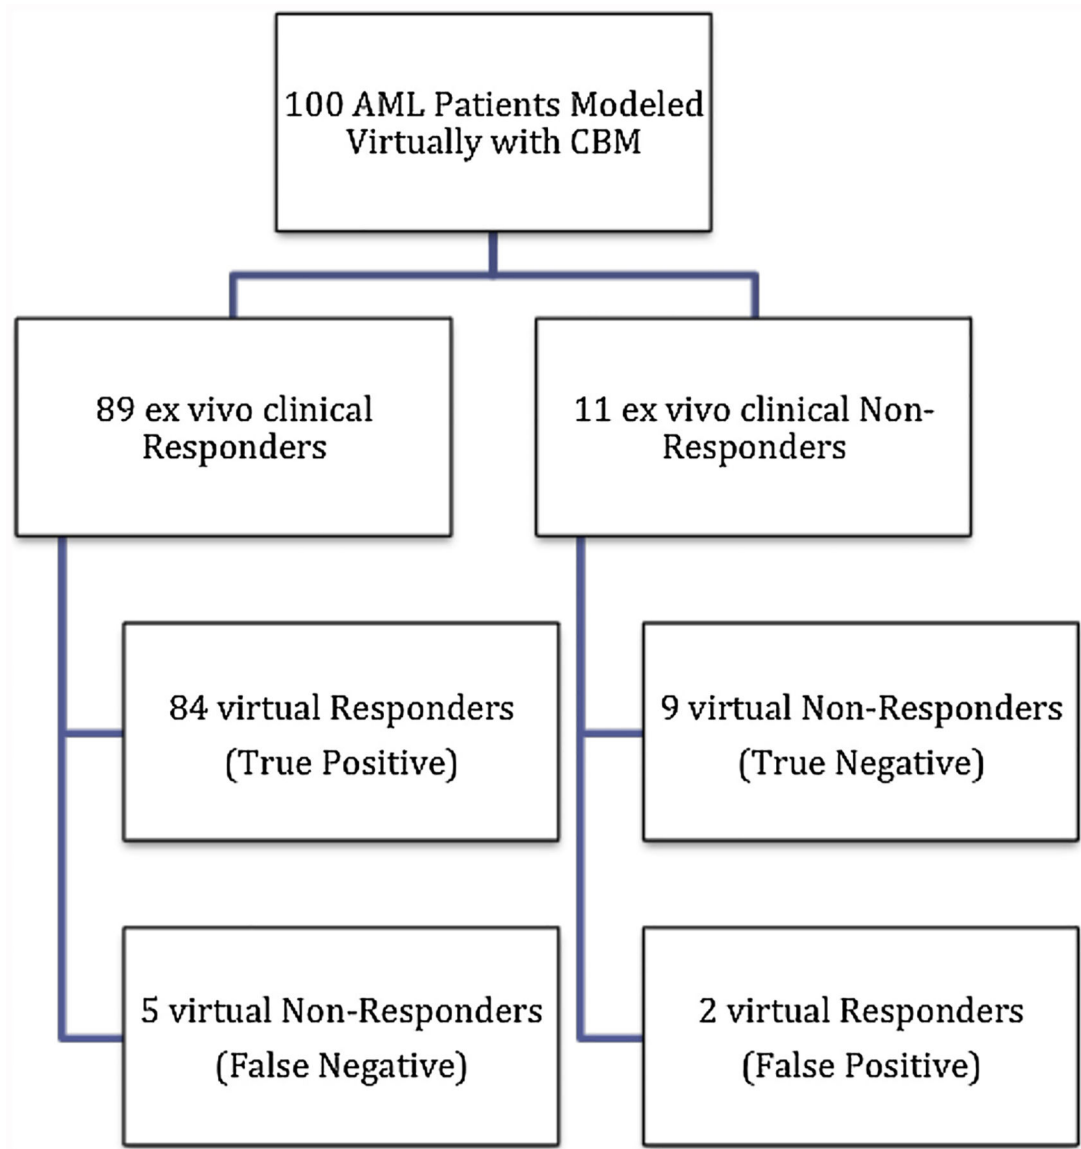 100 AML Patients Modeled
Virtually with CBM
89 ex vivo clinical
Responders
11 ex vivo clinical Non-
Responders
84 virtual Responders
(True Positive)
9 virtual Non-Responders
(True Negative)
5 virtual Non-Responders
(False Negative)
2 virtual Responders
(False Positive)